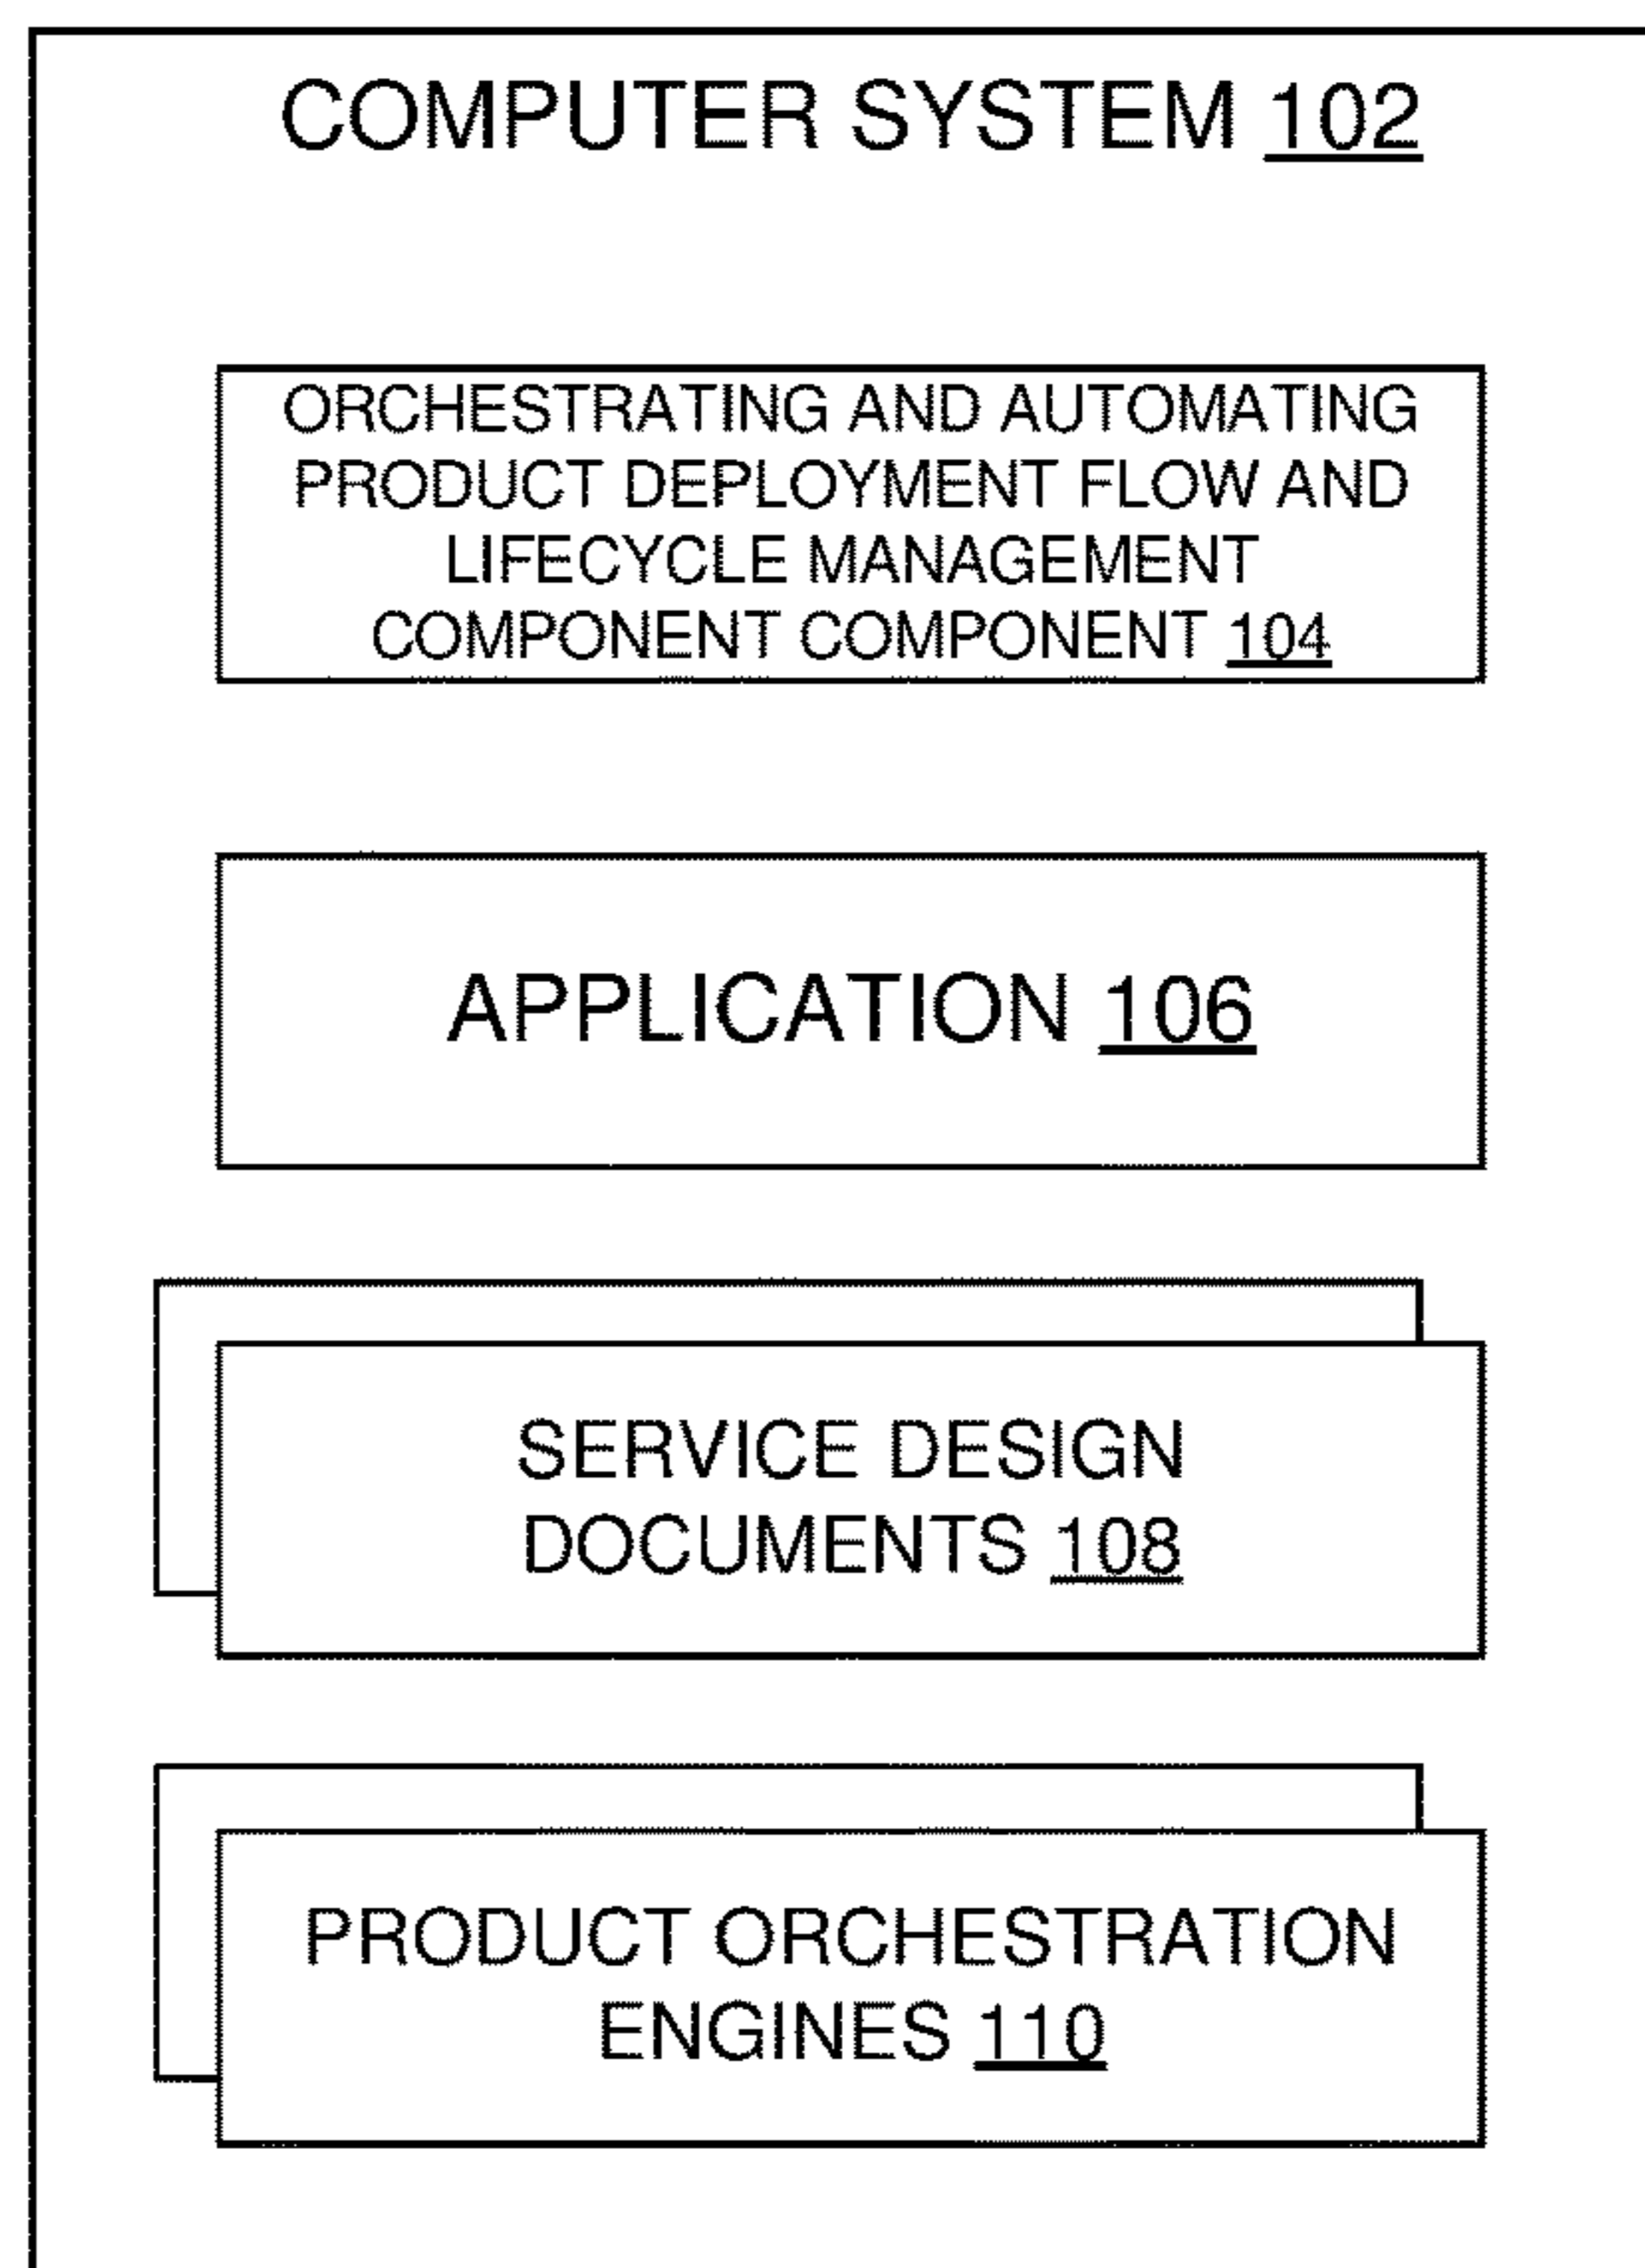 COMPUTER SYSTEM 102
ORCHESTRATING AND AUTOMATING
PRODUCT DEPLOYMENT FLOW AND
LIFECYCLE MANAGEMENT
COMPONENT COMPONENT 104
APPLICATION 106
SERVICE DESIGN
DOCUMENTS 108
PRODUCT ORCHESTRATION
ENGINES 110